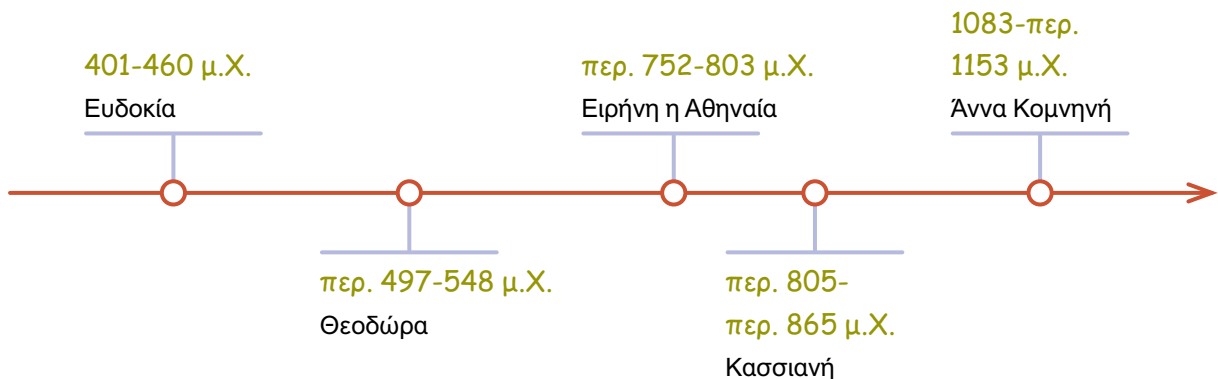 401-460 μ.Χ.
Ευδοκία
περ. 497-548 μ.Χ.
Θεοδώρα
περ. 752-803 μ.Χ.
Ειρήνη η Αθηναία
περ. 805-
περ. 865 μ.Χ.
Κασσιανή
1083-περ.
1153 μ.Χ.
Άννα Κομνηνή